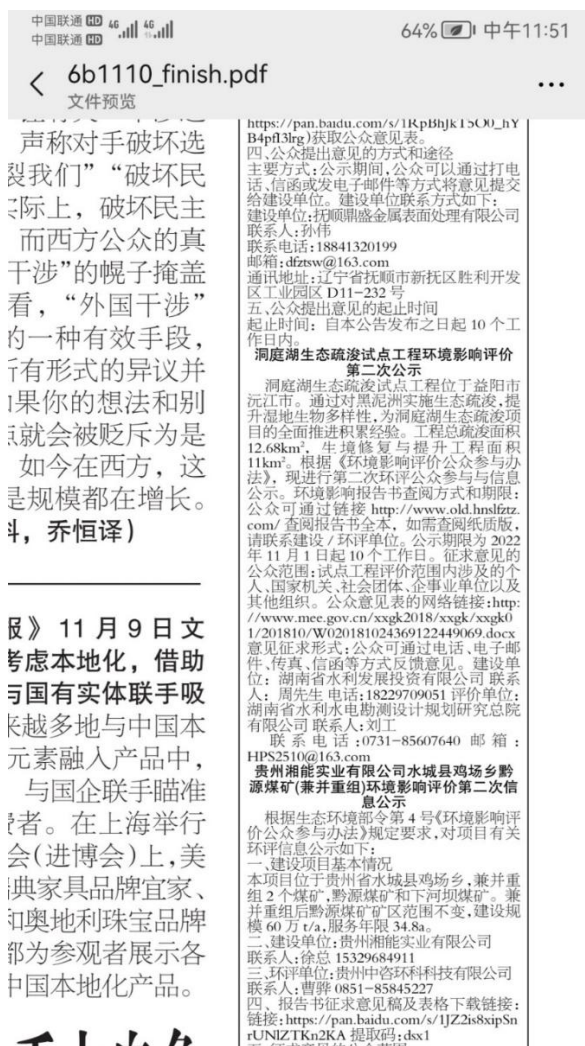 中国联通 HD 4G 4G
中国联通 HD
64% 中午11:51
6b1110_finish.pdf
文件预览
声称对手破坏选
裂我们”“破坏民
实际上，破坏民主
而西方公众的真
干涉”的幌子掩盖
看，“外国干涉”
的一种有效手段，
所有形式的异议并
如果你的想法和别
点就会被贬斥为是
如今在西方，这
是规模都在增长。
料，乔恒译）
报》11月9日文
考虑本地化，借助
与国有实体联手吸
来越多地与中国本
元素融入产品中，
与国企联手瞄准
费者。在上海举行
会(进博会)上,美
典家具品牌宜家、
和奥地利珠宝品牌
都为参观者展示各
中国本地化产品。
https://pan.baidu.com/s/1RpBhJkT5O0_hY
B4pfl3lrg)获取公众意见表。
四、公众提出意见的方式和途径
主要方式:公示期间,公众可以通过打电
话、信函或发电子邮件等方式将意见提交
给建设单位。建设单位联系方式如下:
建设单位:抚顺鼎盛金属表面处理有限公司
联系人:孙伟
联系电话:18841320199
邮箱:dfztsw@163.com
通讯地址:辽宁省抚顺市新抚区胜利开发
区工业园区 D11-232 号
五、公众提出意见的起止时间
起止时间：自本公告发布之日起 10 个工
作日内。
洞庭湖生态疏浚试点工程环境影响评价
第二次公示
洞庭湖生态疏浚试点工程位于益阳市
沅江市。通过对黑泥洲实施生态疏浚,提
升湿地生物多样性,为洞庭湖生态疏浚项
目的全面推进积累经验。工程总疏浚面积
12.68km²，生境修复与提升工程面积
11km²。根据《环境影响评价公众参与办
法》,现进行第二次环评公众参与与信息
公示。环境影响报告书查阅方式和期限:
公众可通过链接 http://www.old.hnslfztz.
com/ 查阅报告书全本，如需查阅纸质版,
请联系建设 / 环评单位。公示期限为 2022
年 11 月 1 日起 10 个工作日。征求意见的
公众范围:试点工程评价范围内涉及的个
人、国家机关、社会团体、企事业单位以及
其他组织。公众意见表的网络链接:http:
//www.mee.gov.cn/xxgk2018/xxgk/xxgk0
1/201810/W020181024369122449069.docx
意见征求形式:公众可通过电话、电子邮
件、传真、信函等方式反馈意见。建设单
位：湖南省水利发展投资有限公司 联系
人：周先生 电话:18229709051 评价单位:
湖南省水利水电勘测设计规划研究总院
有限公司 联系人:刘工
联系电话:0731-85607640 邮箱:
HPS2510@163.com
贵州湘能实业有限公司水城县鸡场乡黔
源煤矿(兼并重组)环境影响评价第二次信
息公示
根据生态环境部令第 4 号《环境影响评
价公众参与办法》规定要求,对项目有关
环评信息公示如下:
一、建设项目基本情况
本项目位于贵州省水城县鸡场乡,兼并重
组 2 个煤矿,黔源煤矿和下河坝煤矿。兼
并重组后黔源煤矿矿区范围不变,建设规
模 60 万 t/a,服务年限 34.8a。
二、建设单位:贵州湘能实业有限公司
联系人:徐总 15329684911
三、环评单位:贵州中咨环科科技有限公司
联系人:曹骅 0851-85845227
四、报告书征求意见稿及表格下载链接:
链接:https://pan.baidu.com/s/1JZ2is8xipSn
rUNlZTKn2KA 提取码:dsx1